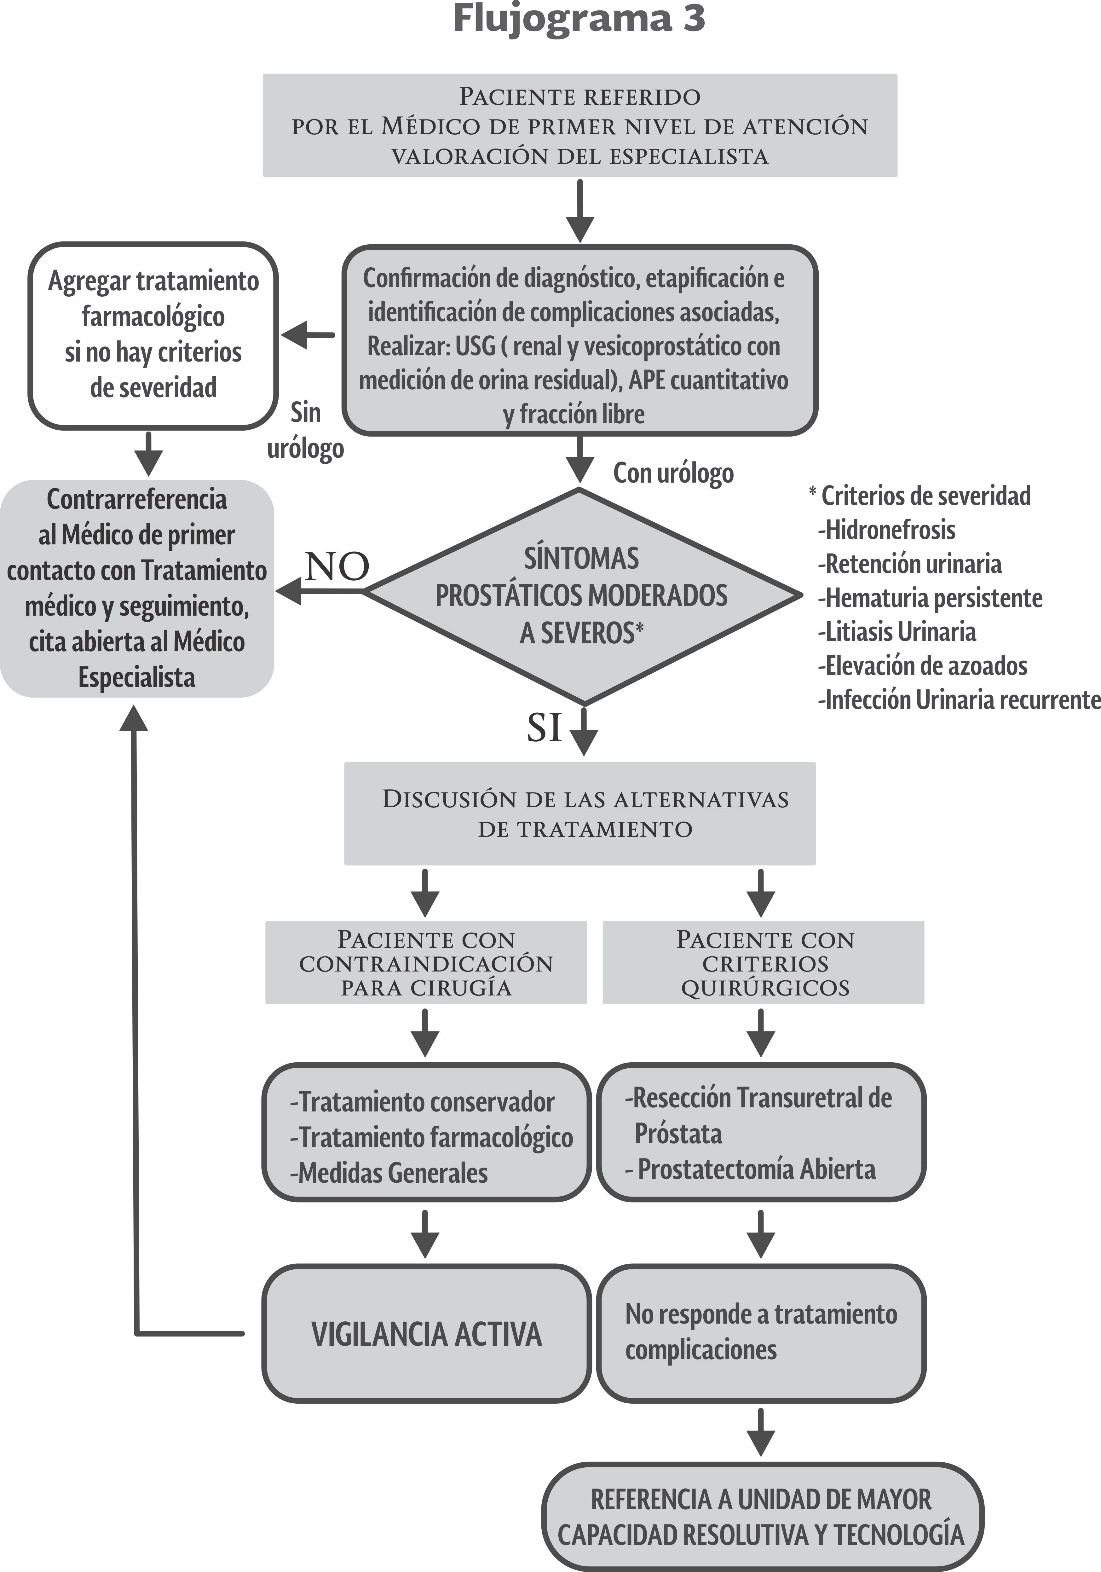 Flujograma 3
Paciente referido
por el Médico de primer nivel de atención
valoración del especialista
Agregar tratamiento
farmacológico
si no hay criterios
de severidad
Confirmación de diagnóstico, etapificación e
identificación de complicaciones asociadas,
Realizar: USG ( renal y vesicoprostático con
medición de orina residual), APE cuantitativo
y fracción libre
Sin
urólogo
Con urólogo
Contrarreferencia
al Médico de primer
contacto con Tratamiento
médico y seguimiento,
cita abierta al Médico
Especialista
NO
SÍNTOMAS
PROSTÁTICOS MODERADOS
A SEVEROS*
* Criterios de severidad
-Hidronefrosis
-Retención urinaria
-Hematuria persistente
-Litiasis Urinaria
-Elevación de azoados
-Infección Urinaria recurrente
SI
Discusión de las alternativas
de tratamiento
Paciente con
contraindicación
para cirugía
Paciente con
criterios
quirúrgicos
-Tratamiento conservador
-Tratamiento farmacológico
-Medidas Generales
-Resección Transuretral de
Próstata
- Prostatectomía Abierta
VIGILANCIA ACTIVA
No responde a tratamiento
complicaciones
REFERENCIA A UNIDAD DE MAYOR
CAPACIDAD RESOLUTIVA Y TECNOLOGÍA